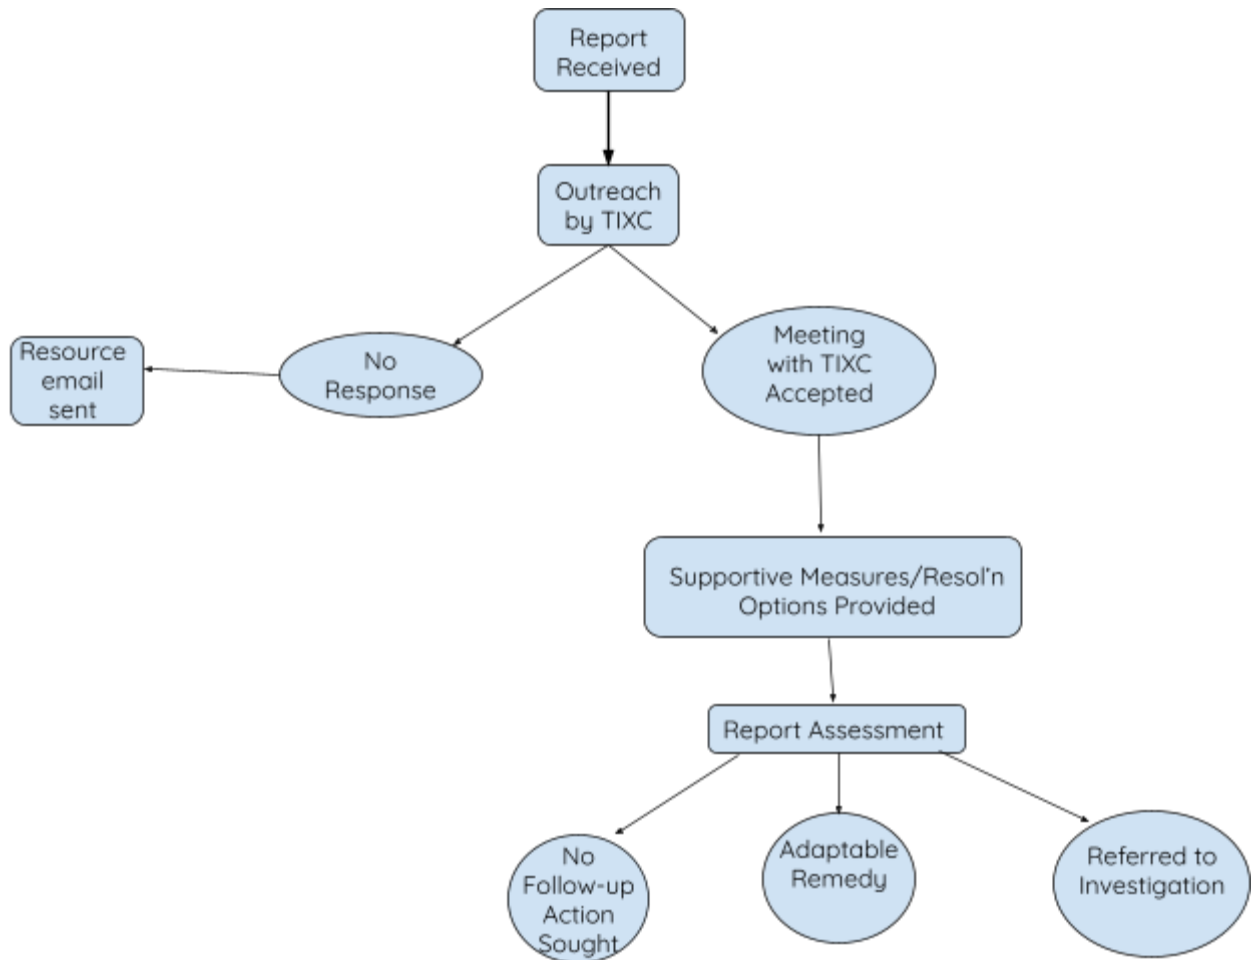 Report
Received
Outreach
by TIXC
No
Response
Resource
email
sent
Meeting
with TIXC
Accepted
Supportive Measures/Resol'n
Options Provided
Report Assessment
No
Follow-up
Action
Sought
Adaptable
Remedy
Referred to
Investigation